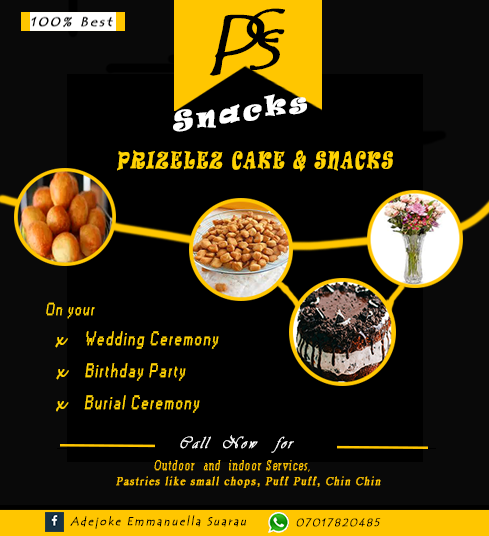 100% Best
PCS
Snacks
PRIZELEZ CAKE & SNACKS
On your
x Wedding Ceremony
x Birthday Party
x Burial Ceremony
Call Now for
Outdoor and indoor Services,
Pastries like small chops, Puff Puff, Chin Chin
Adejoke Emmanuella Suarau 07017820485